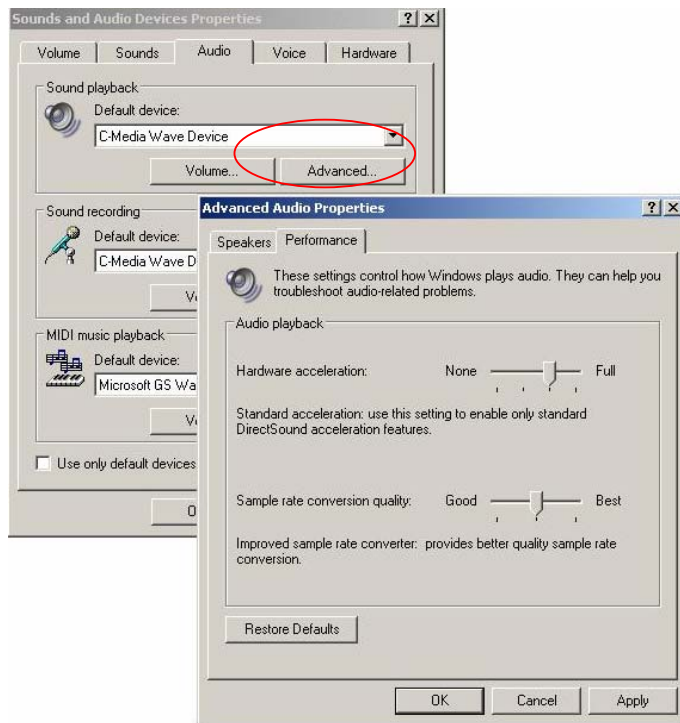 Sounds and Audio Devices Properties
Volume
Sounds
Audio
Voice
Hardware
Sound playback
Default device:
C-Media Wave Device
Volume...
Advanced...
Sound recording
Default device:
C-Media Wave D
V
MIDI music playback
Default device:
Microsoft GS Wa
V
Use only default devices
O
Advanced Audio Properties
Speakers
Performance
These settings control how Windows plays audio. They can help you
troubleshoot audio-related problems.
Audio playback
Hardware acceleration:
None
Full
Standard acceleration: use this setting to enable only standard
DirectSound acceleration features.
Sample rate conversion quality:
Good
Best
Improved sample rate converter: provides better quality sample rate
conversion.
Restore Defaults
OK
Cancel
Apply